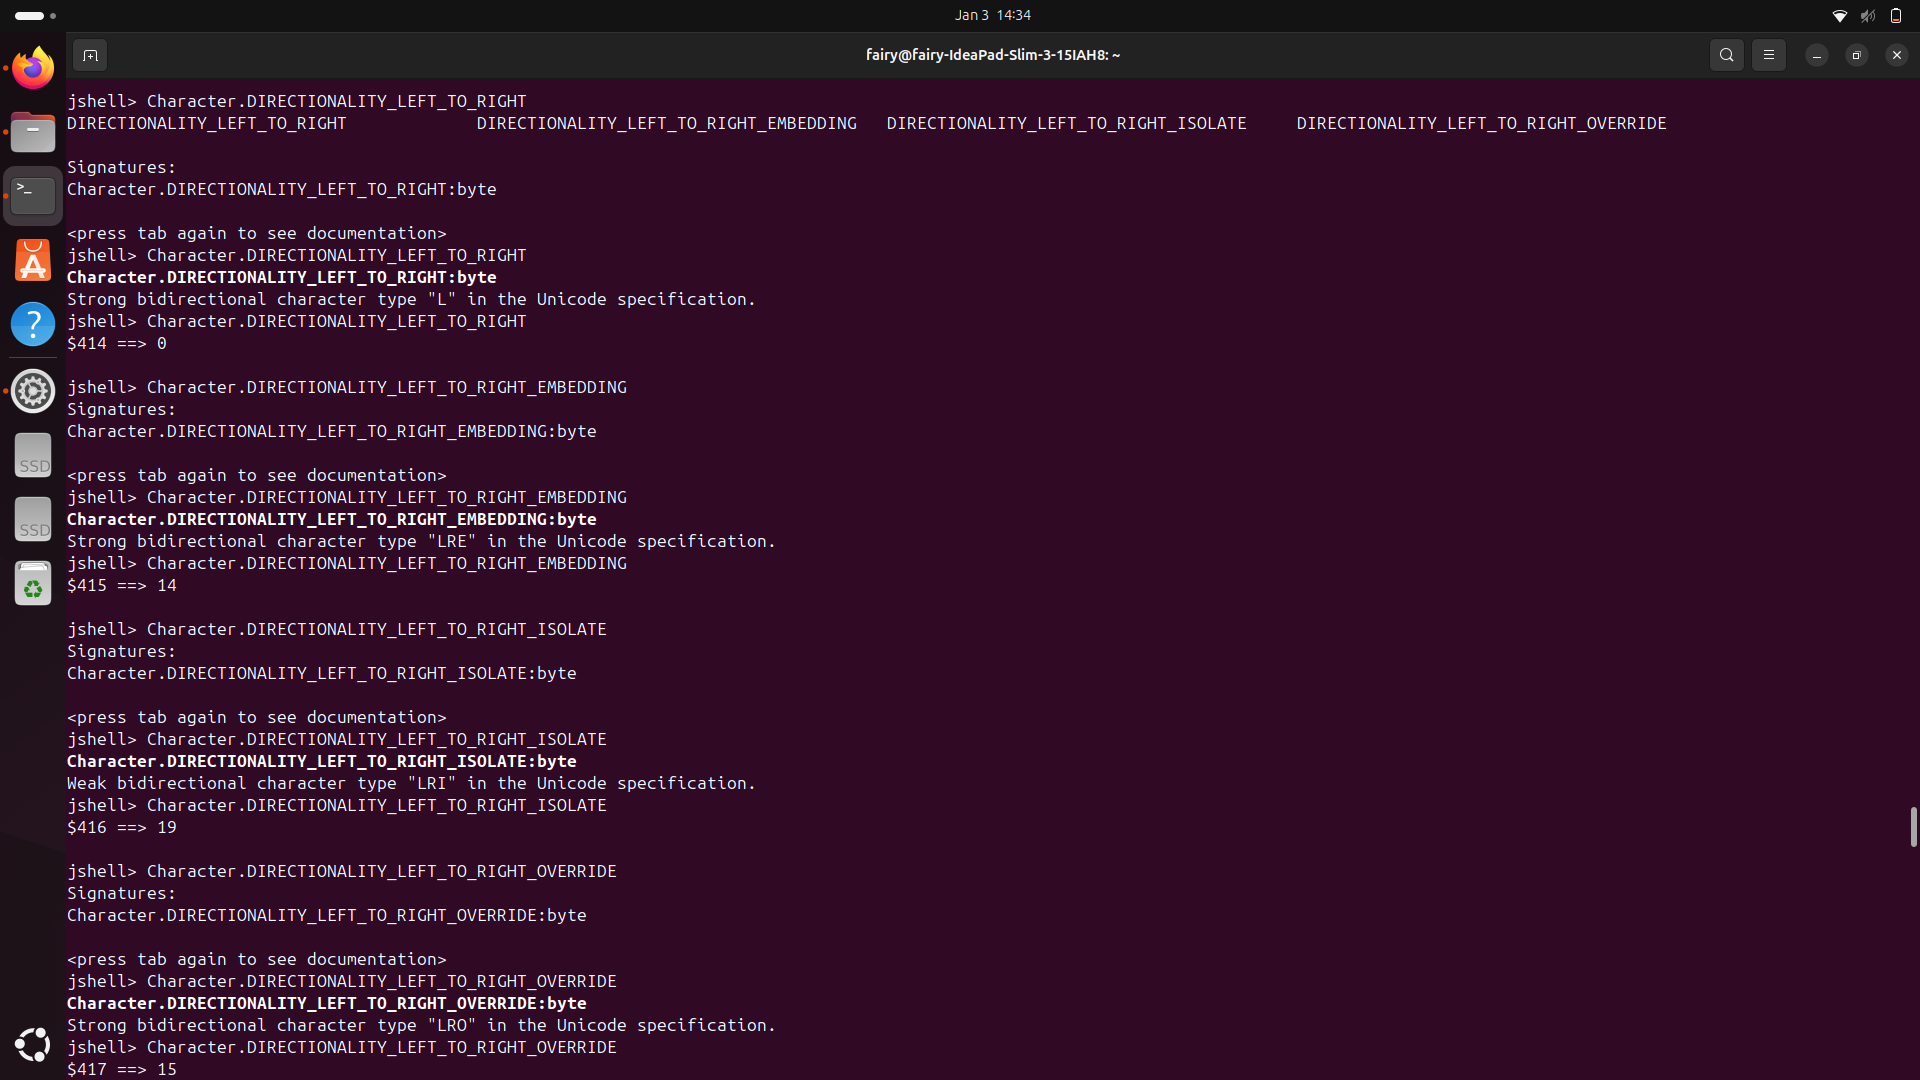 Jan 3 14:34
fairy@fairy-IdeaPad-Slim-3-15IAH8: ~
jshell> Character.DIRECTIONALITY_LEFT_TO_RIGHT
DIRECTIONALITY_LEFT_TO_RIGHT DIRECTIONALITY_LEFT_TO_RIGHT_EMBEDDING DIRECTIONALITY_LEFT_TO_RIGHT_ISOLATE DIRECTIONALITY_LEFT_TO_RIGHT_OVERRIDE
Signatures:
Character.DIRECTIONALITY_LEFT_TO_RIGHT:byte
<press tab again to see documentation>
jshell> Character.DIRECTIONALITY_LEFT_TO_RIGHT
Character.DIRECTIONALITY_LEFT_TO_RIGHT:byte
Strong bidirectional character type "L" in the Unicode specification.
jshell> Character.DIRECTIONALITY_LEFT_TO_RIGHT
$414 ==> 0
jshell> Character.DIRECTIONALITY_LEFT_TO_RIGHT_EMBEDDING
Signatures:
Character.DIRECTIONALITY_LEFT_TO_RIGHT_EMBEDDING:byte
<press tab again to see documentation>
jshell> Character.DIRECTIONALITY_LEFT_TO_RIGHT_EMBEDDING
Character.DIRECTIONALITY_LEFT_TO_RIGHT_EMBEDDING:byte
Strong bidirectional character type "LRE" in the Unicode specification.
jshell> Character.DIRECTIONALITY_LEFT_TO_RIGHT_EMBEDDING
$415 ==> 14
jshell> Character.DIRECTIONALITY_LEFT_TO_RIGHT_ISOLATE
Signatures:
Character.DIRECTIONALITY_LEFT_TO_RIGHT_ISOLATE:byte
<press tab again to see documentation>
jshell> Character.DIRECTIONALITY_LEFT_TO_RIGHT_ISOLATE
Character.DIRECTIONALITY_LEFT_TO_RIGHT_ISOLATE:byte
Weak bidirectional character type "LRI" in the Unicode specification.
jshell> Character.DIRECTIONALITY_LEFT_TO_RIGHT_ISOLATE
$416 ==> 19
jshell> Character.DIRECTIONALITY_LEFT_TO_RIGHT_OVERRIDE
Signatures:
Character.DIRECTIONALITY_LEFT_TO_RIGHT_OVERRIDE:byte
<press tab again to see documentation>
jshell> Character.DIRECTIONALITY_LEFT_TO_RIGHT_OVERRIDE
Character.DIRECTIONALITY_LEFT_TO_RIGHT_OVERRIDE:byte
Strong bidirectional character type "LRO" in the Unicode specification.
jshell> Character.DIRECTIONALITY_LEFT_TO_RIGHT_OVERRIDE
$417 ==> 15
SSD
SSD